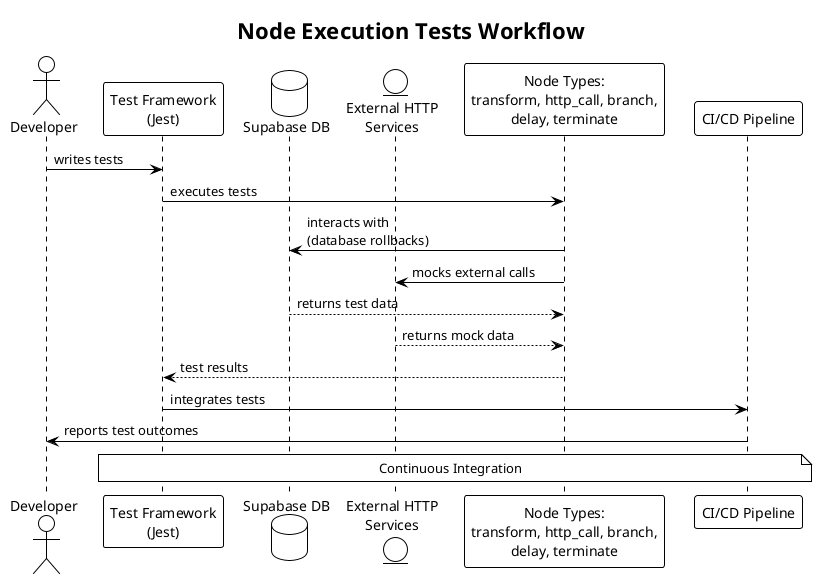 Node Execution Tests Workflow
Developer
Test Framework
(Jest)
Supabase DB
External HTTP
Services
Node Types:
transform, http_call, branch,
delay, terminate
CI/CD Pipeline
writes tests
executes tests
interacts with
(database rollbacks)
mocks external calls
returns test data
returns mock data
test results
integrates tests
reports test outcomes
Continuous Integration
Developer
Test Framework
(Jest)
Supabase DB
External HTTP
Services
Node Types:
transform, http_call, branch,
delay, terminate
CI/CD Pipeline